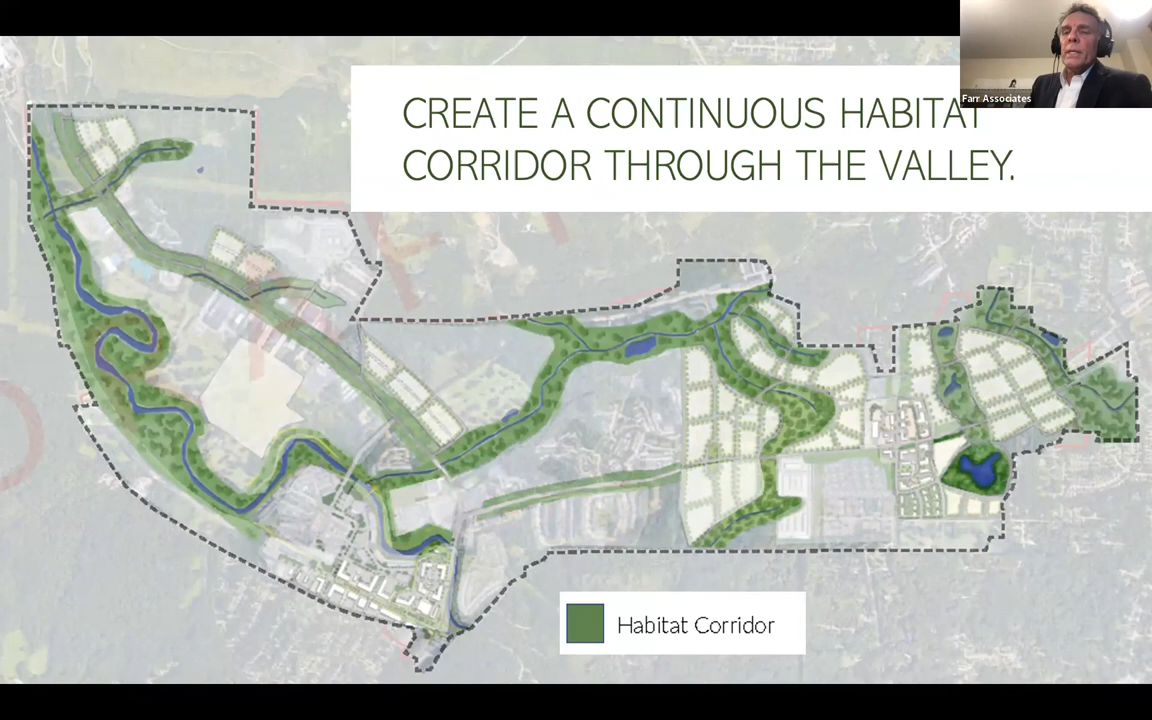 CREATE A CONTINUOUS HABITAT
CORRIDOR THROUGH THE VALLEY.
Farr Associates
Habitat Corridor